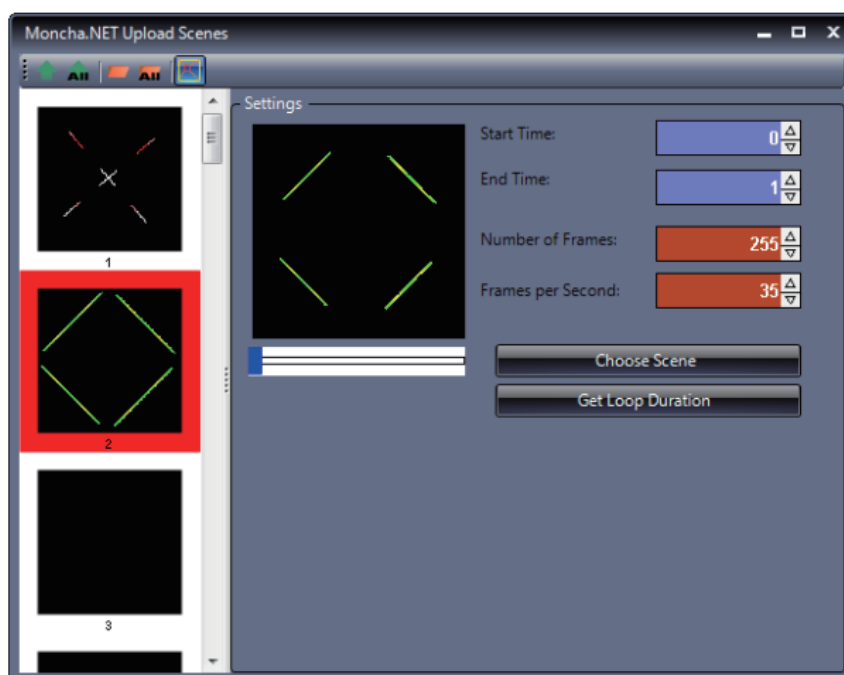 Moncha.NET Upload Scenes
All All
Settings
Start Time: 0
End Time: 1
Number of Frames: 255
Frames per Second: 35
Choose Scene
Get Loop Duration
1
2
3